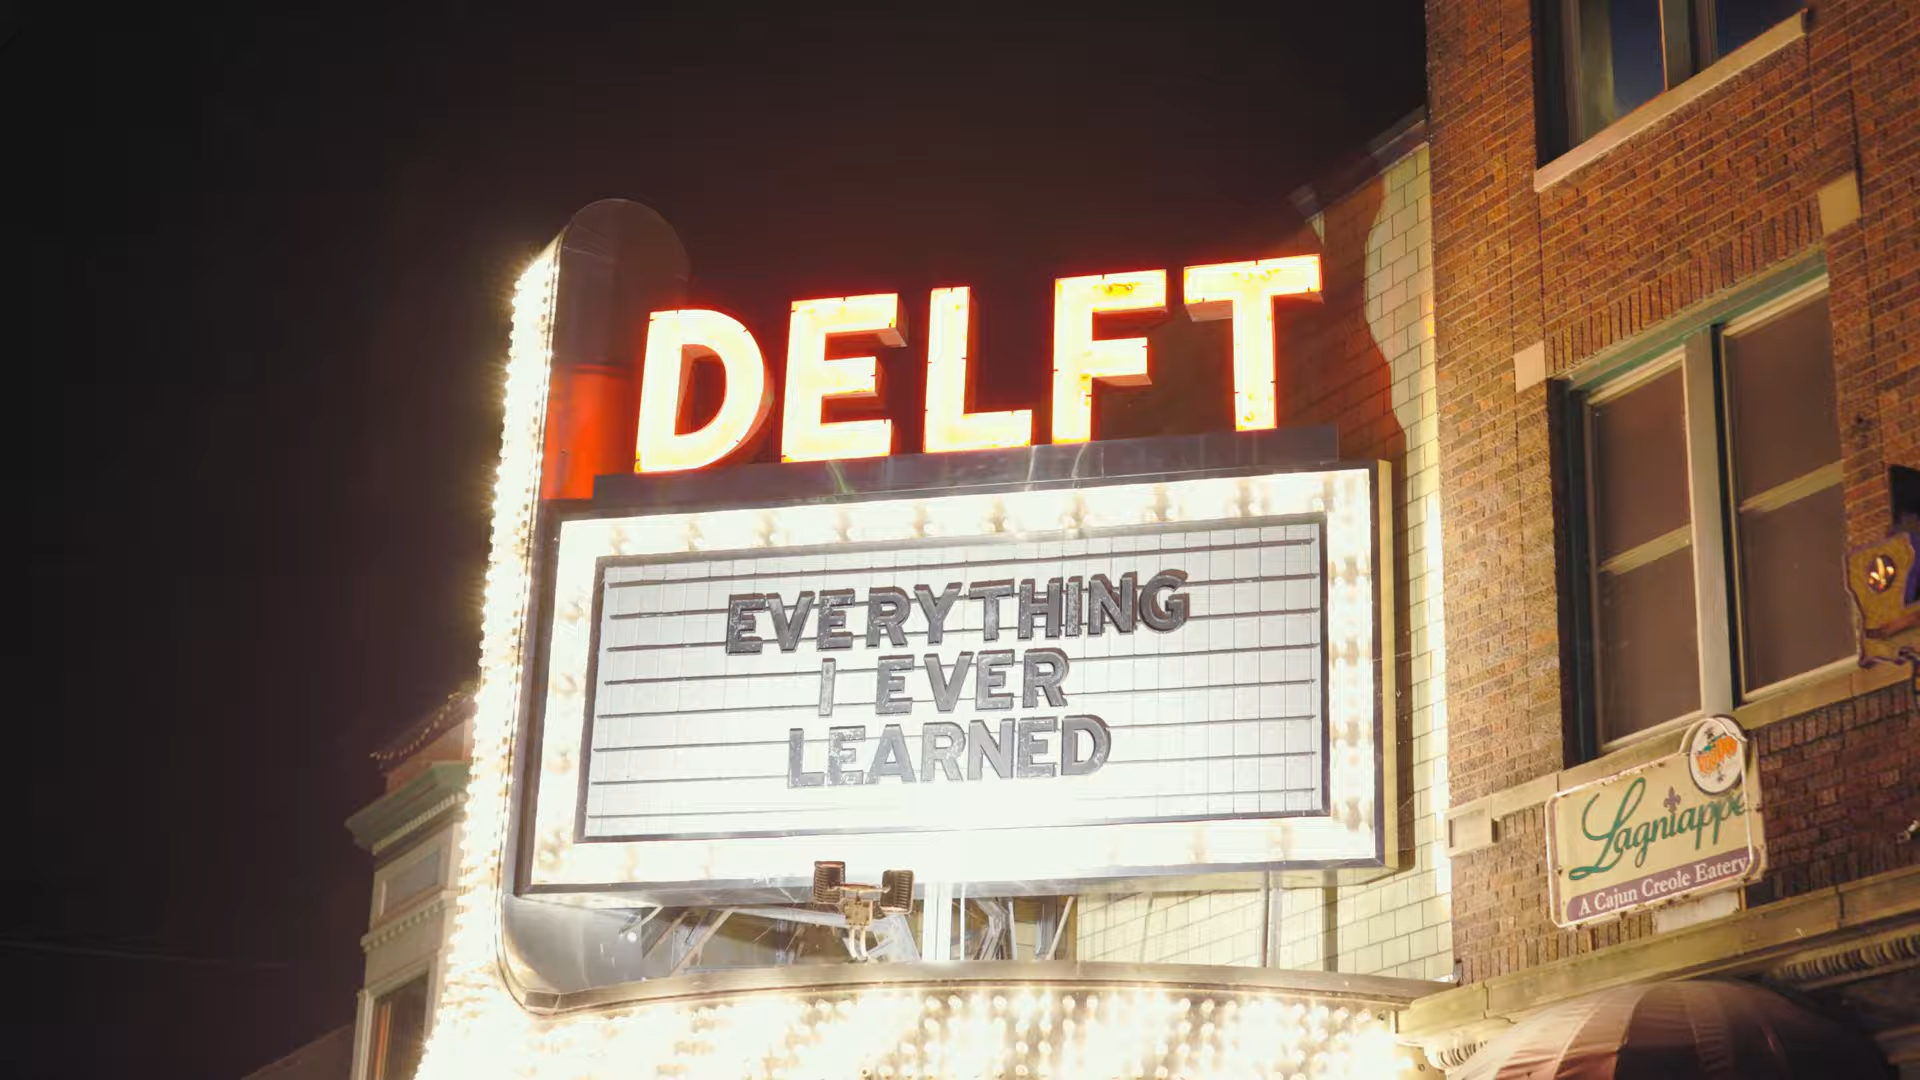 DELFT
EVERYTHING
I EVER
LEARNED
Lagniappe
A Cajun Creole Eatery